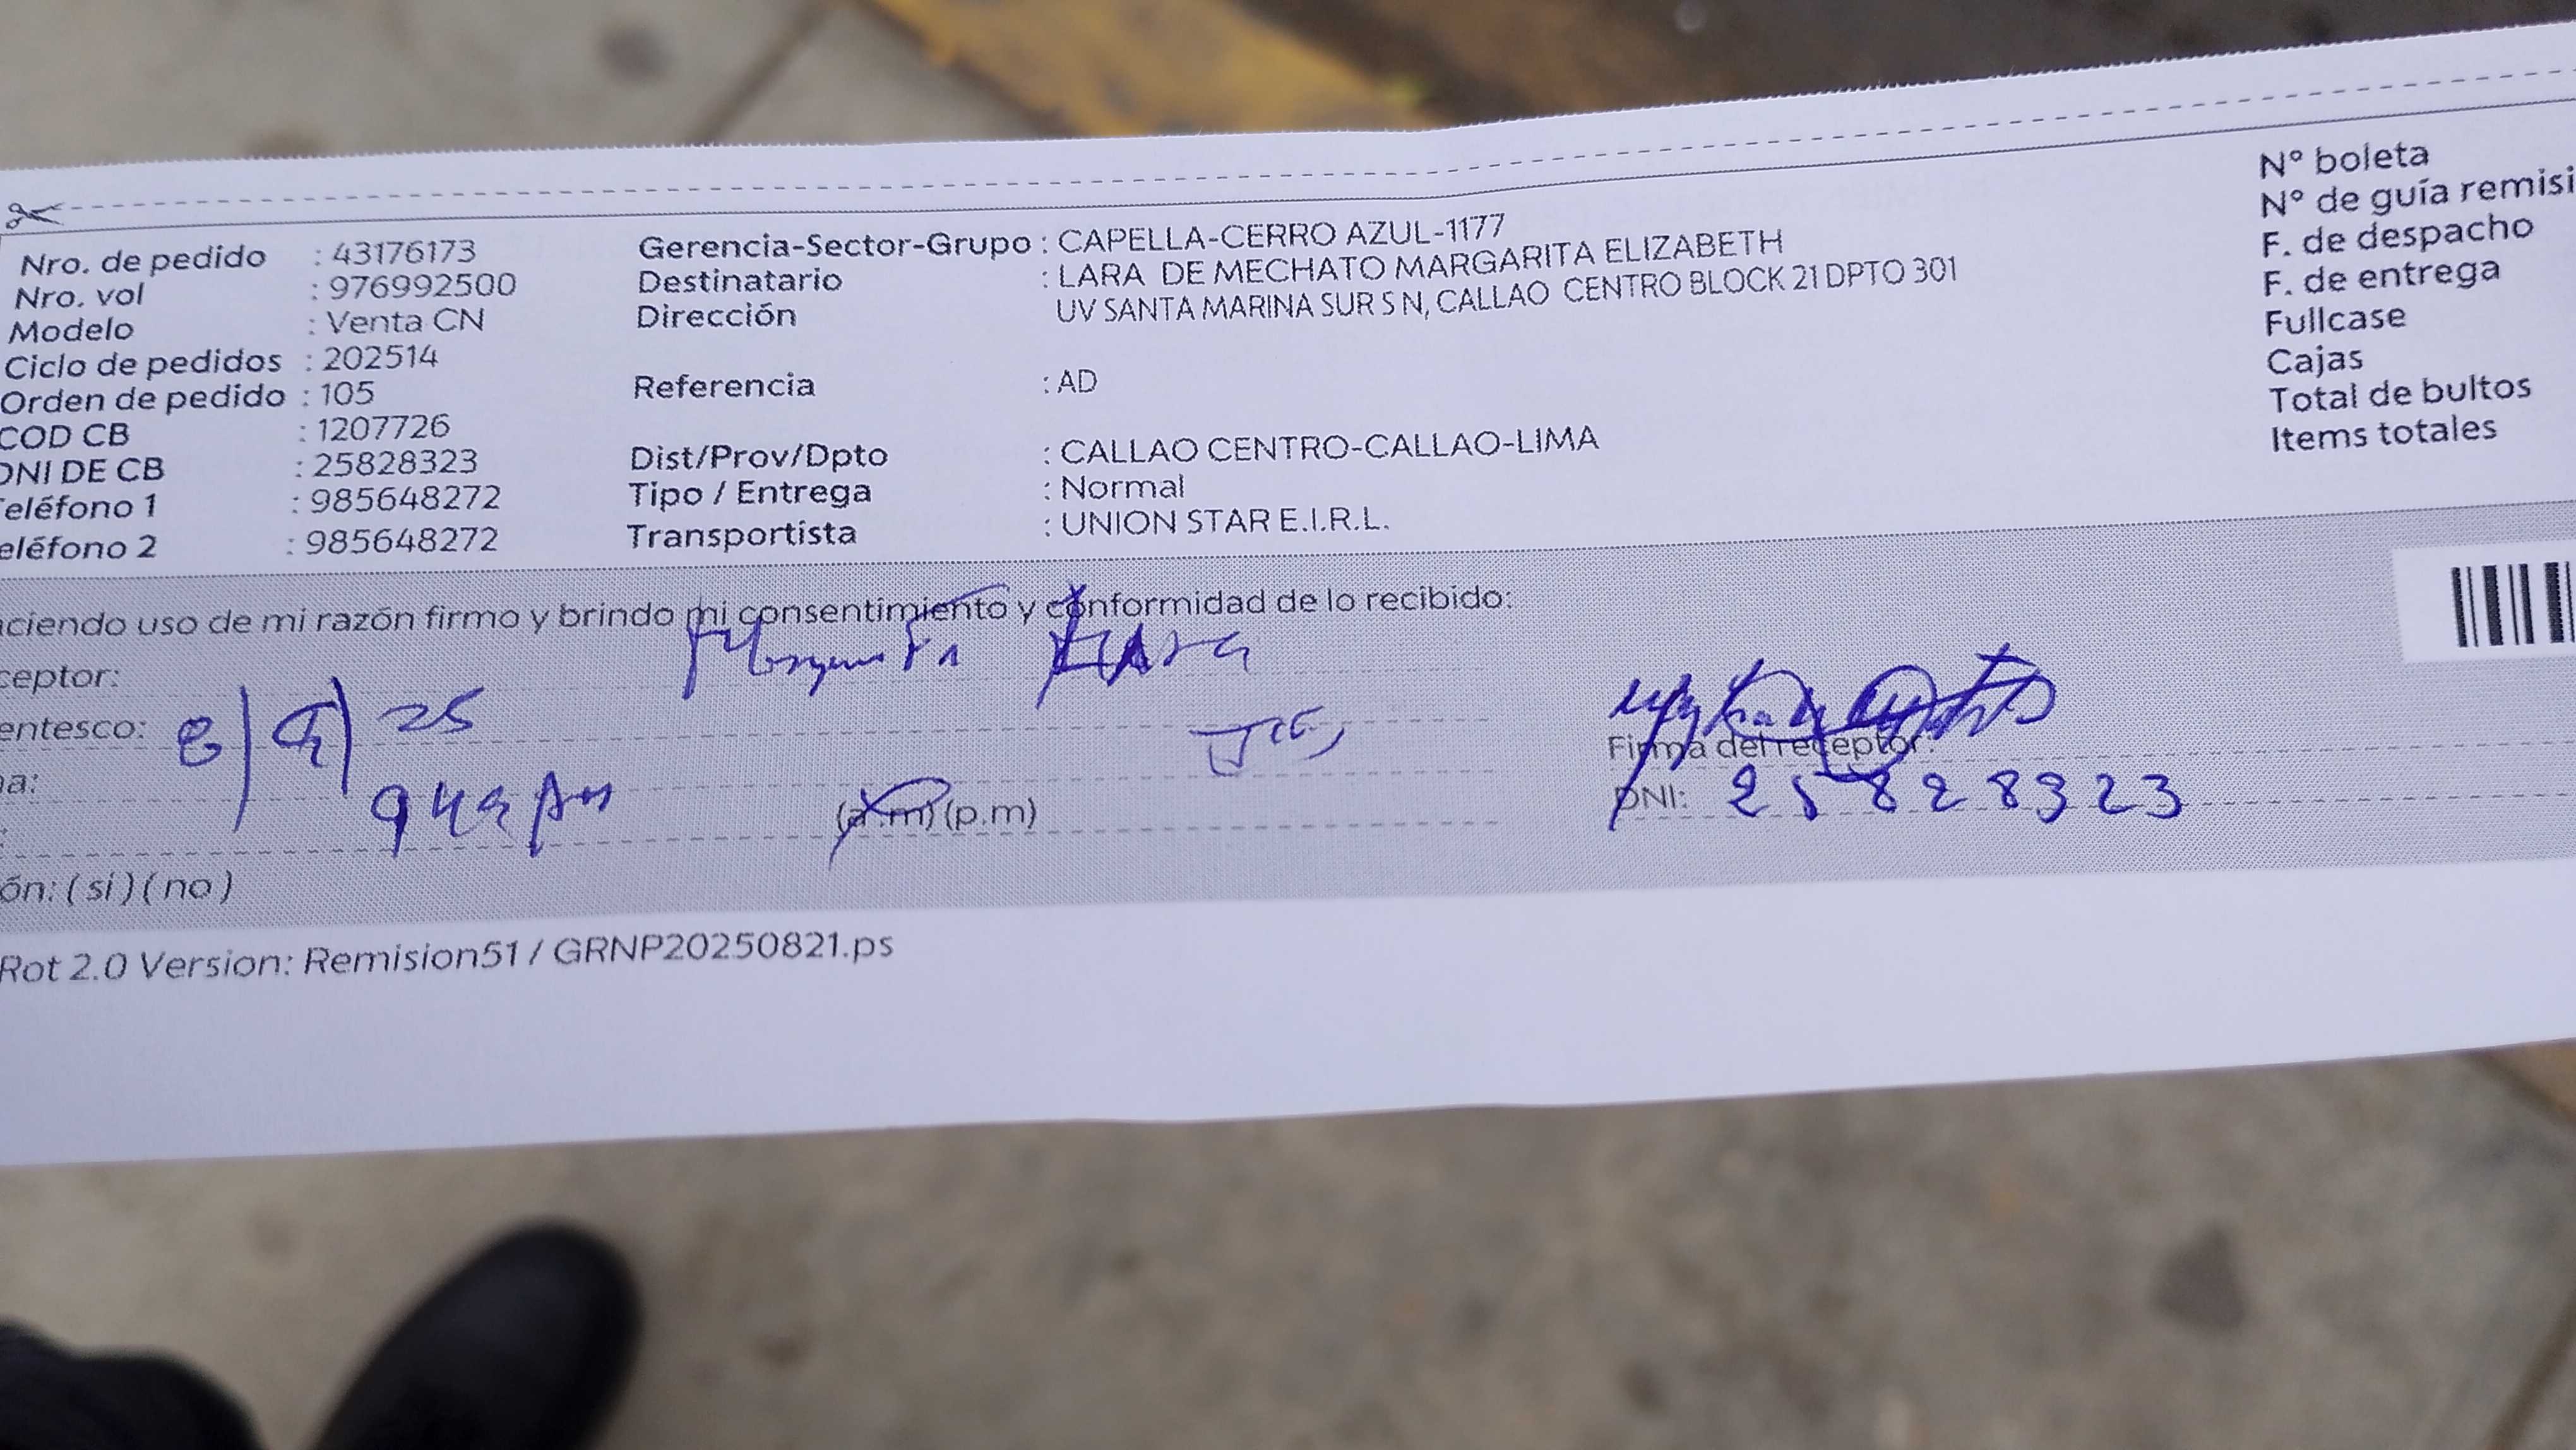 Nro. de pedido : 43176173
Nro. vol : 976992500
Modelo : Venta CN
Ciclo de pedidos : 202514
Orden de pedido : 105
COD CB : 1207726
DNI DE CB : 25828323
Teléfono 1 : 985648272
eléfono 2 : 985648272
Gerencia-Sector-Grupo : CAPELLA-CERRO AZUL-1177
Destinatario : LARA DE MECHATO MARGARITA ELIZABETH
Dirección UV SANTA MARINA SUR S N, CALLAO CENTRO BLOCK 21 DPTO 301
Referencia : AD
Dist/Prov/Dpto : CALLAO CENTRO-CALLAO-LIMA
Tipo / Entrega : Normal
Transportista : UNION STAR E.I.R.L.
N° boleta
N° de guía remisi
F. de despacho
F. de entrega
Fullcase
Cajas
Total de bultos
Items totales
ciendo uso de mi razón firmo y brindo mi consentimiento y conformidad de lo recibido:
ceptor: Margarita Lara
entesco: 8/9/25
Firma del receptor:
a:
(a.m) (p.m)
DNI: 25828323
ón: ( si ) ( no )
Rot 2.0 Version: Remision51 / GRNP20250821.ps